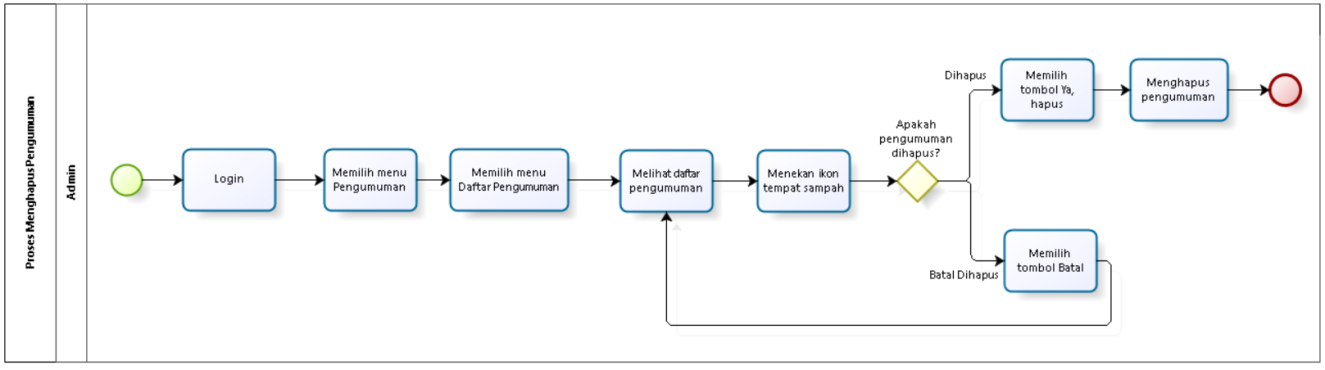 Proses Menghapus Pengumuman
Admin
Login
Memilih menu
Pengumuman
Memilih menu
Daftar Pengumuman
Melihat daftar
pengumuman
Menekan ikon
tempat sampah
Apakah
pengumuman
dihapus?
Dihapus
Memilih
tombol Ya,
hapus
Menghapus
pengumuman
Batal Dihapus
Memilih
tombol Batal